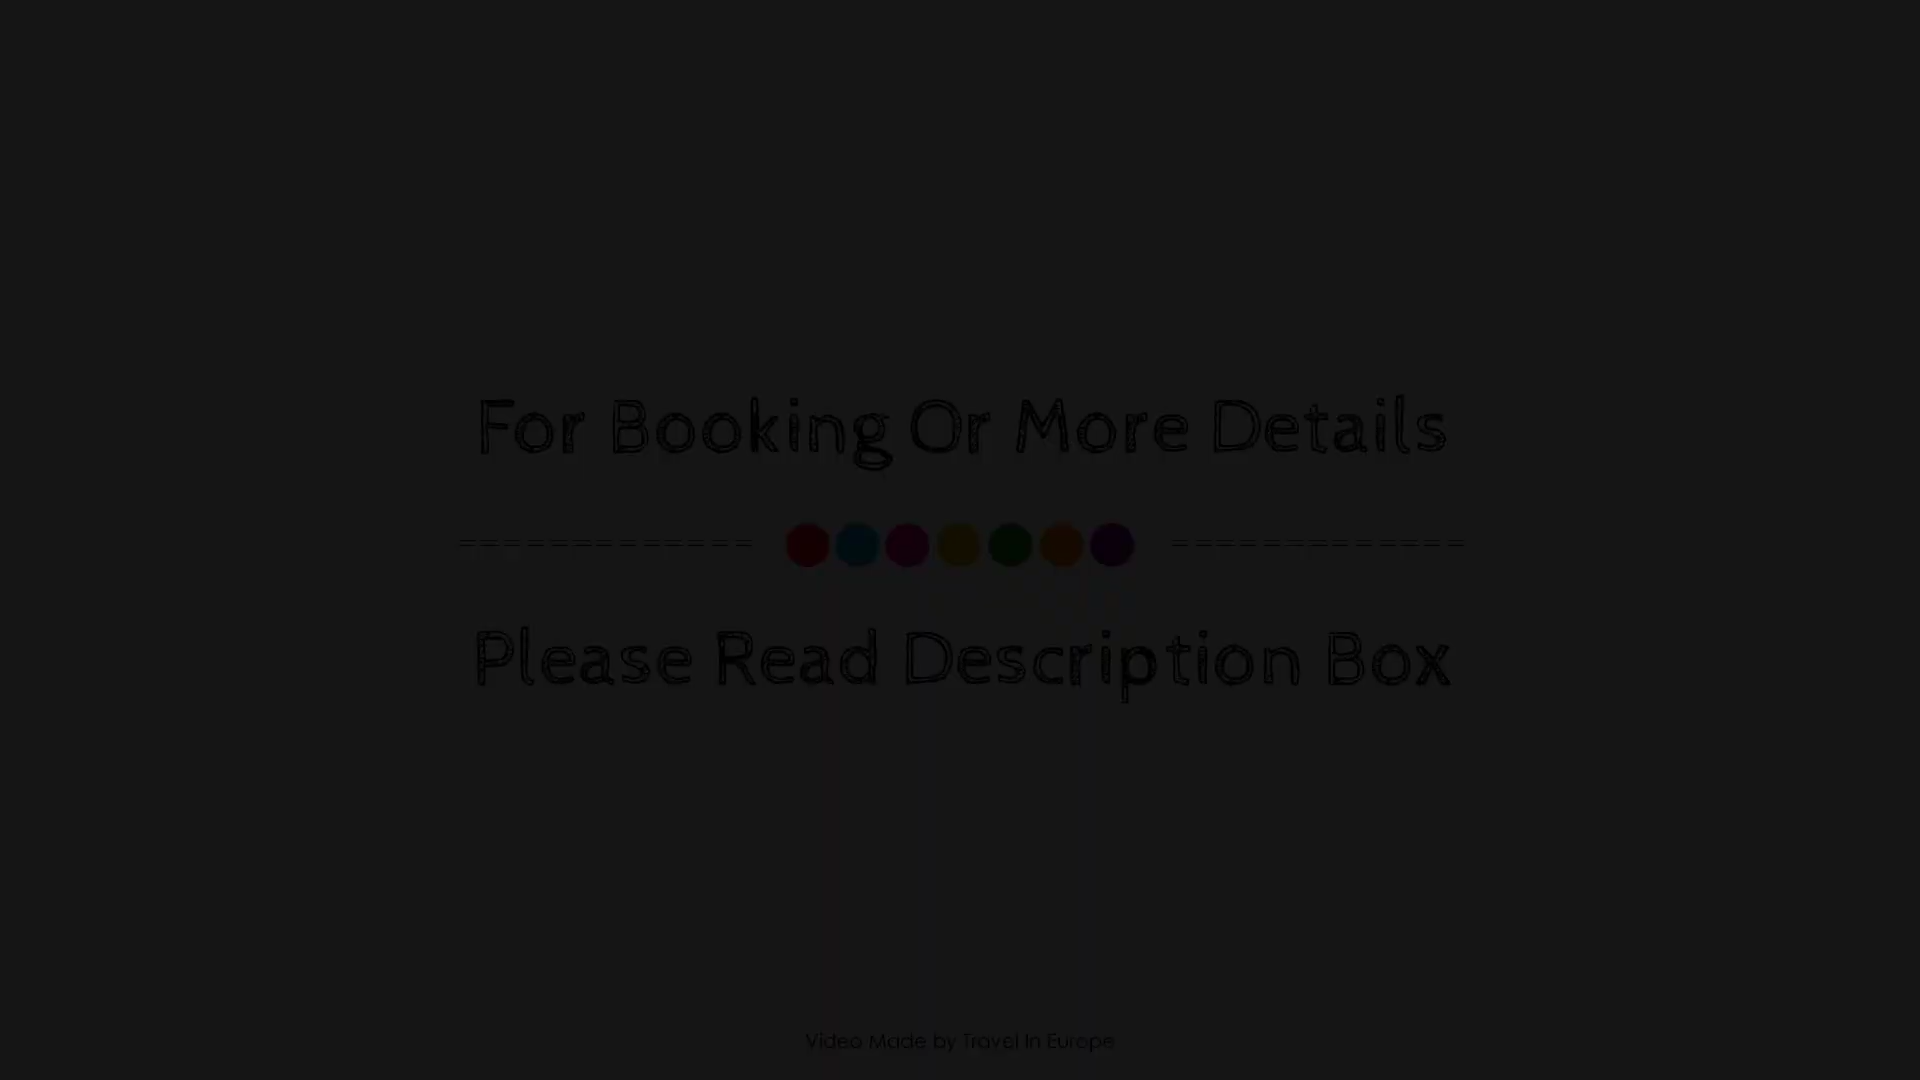 For Booking Or More Details
============= =============
Please Read Description Box
Video Made by Travel In Europe